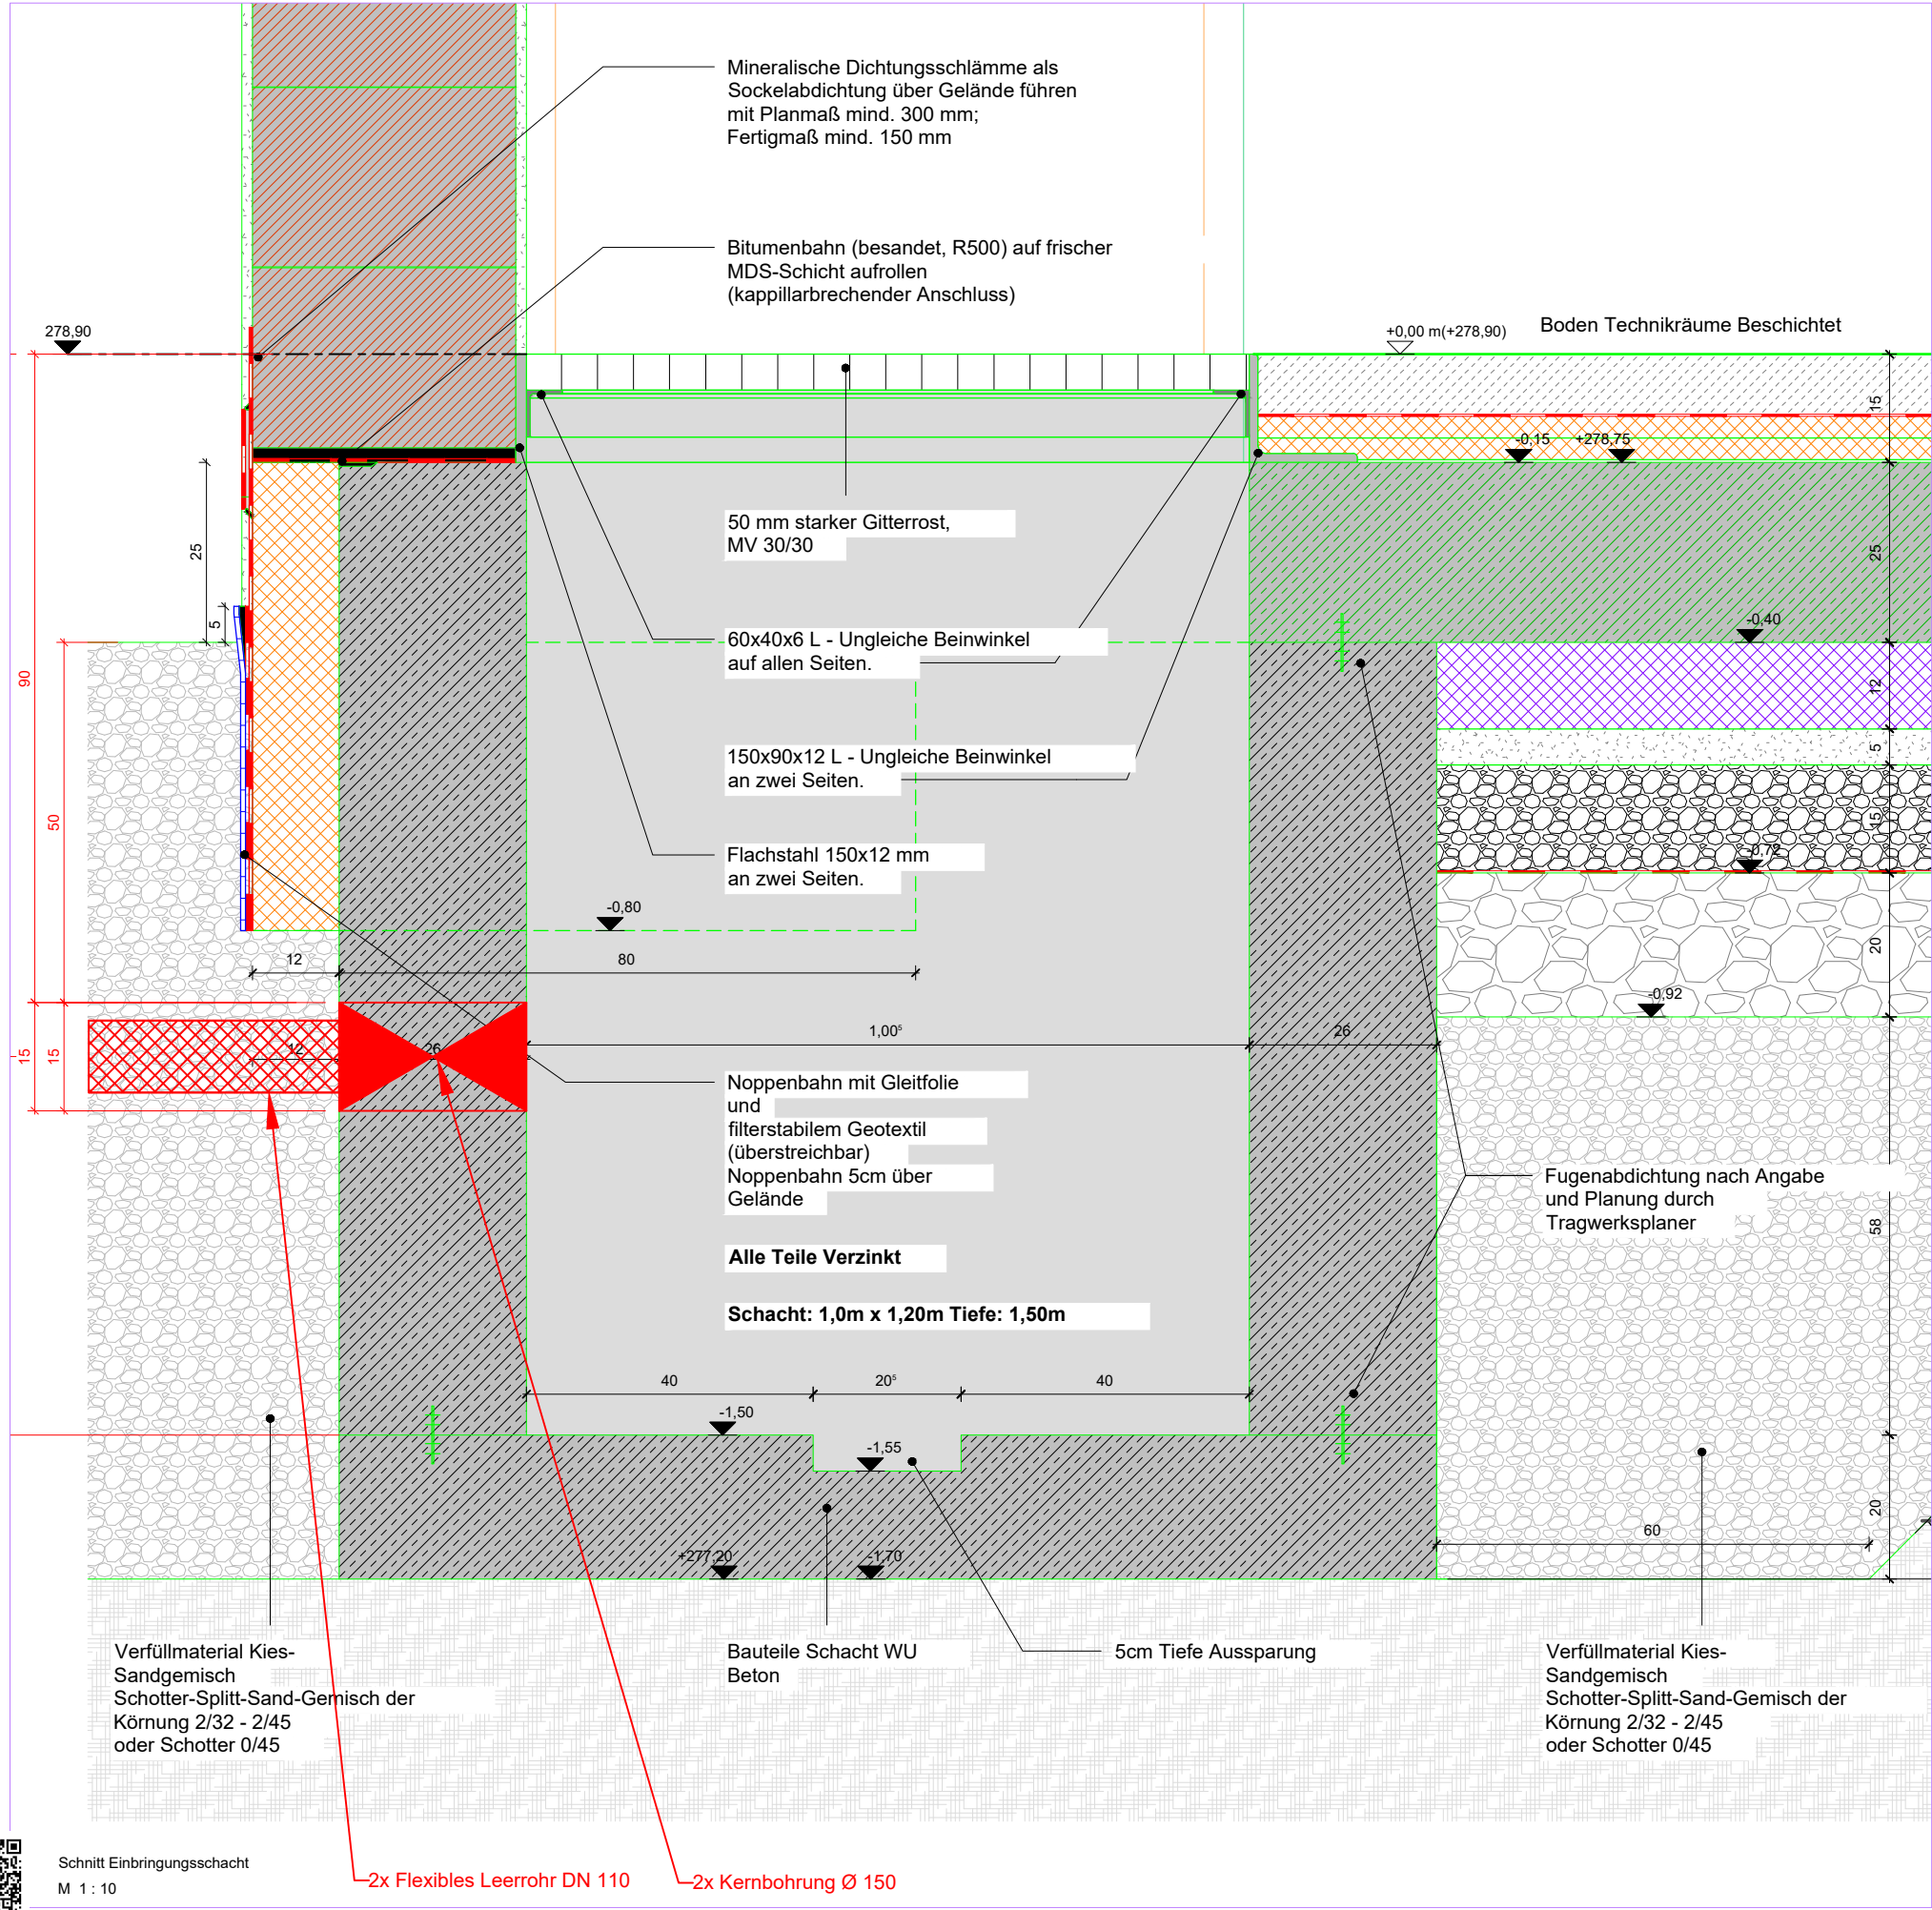 Mineralische Dichtungsschlämme als
Sockelabdichtung über Gelände führen
mit Planmaß mind. 300 mm;
Fertigmaß mind. 150 mm
Bitumenbahn (besandet, R500) auf frischer
MDS-Schicht aufrollen
(kappillarbrechender Anschluss)
278,90
+0,00 m(+278,90)
Boden Technikräume Beschichtet
15
-0,15
+278,75
50 mm starker Gitterrost,
MV 30/30
25
25
5
-0,40
60x40x6 L - Ungleiche Beinwinkel
auf allen Seiten.
90
12
150x90x12 L - Ungleiche Beinwinkel
an zwei Seiten.
5
50
15
Flachstahl 150x12 mm
an zwei Seiten.
-0,72
-0,80
12
80
20
-0,92
1,00⁵
26
15
15
12
26
Noppenbahn mit Gleitfolie
und
filterstabilem Geotextil
(überstreichbar)
Noppenbahn 5cm über
Gelände
Fugenabdichtung nach Angabe
und Planung durch
Tragwerksplaner
58
Alle Teile Verzinkt
Schacht: 1,0m x 1,20m Tiefe: 1,50m
40
20⁵
40
-1,50
-1,55
20
60
+277,20
-1,70
Verfüllmaterial Kies-
Sandgemisch
Schotter-Splitt-Sand-Gemisch der
Körnung 2/32 - 2/45
oder Schotter 0/45
Bauteile Schacht WU
Beton
5cm Tiefe Aussparung
Verfüllmaterial Kies-
Sandgemisch
Schotter-Splitt-Sand-Gemisch der
Körnung 2/32 - 2/45
oder Schotter 0/45
Schnitt Einbringungsschacht
M 1 : 10
2x Flexibles Leerrohr DN 110
2x Kernbohrung Ø 150